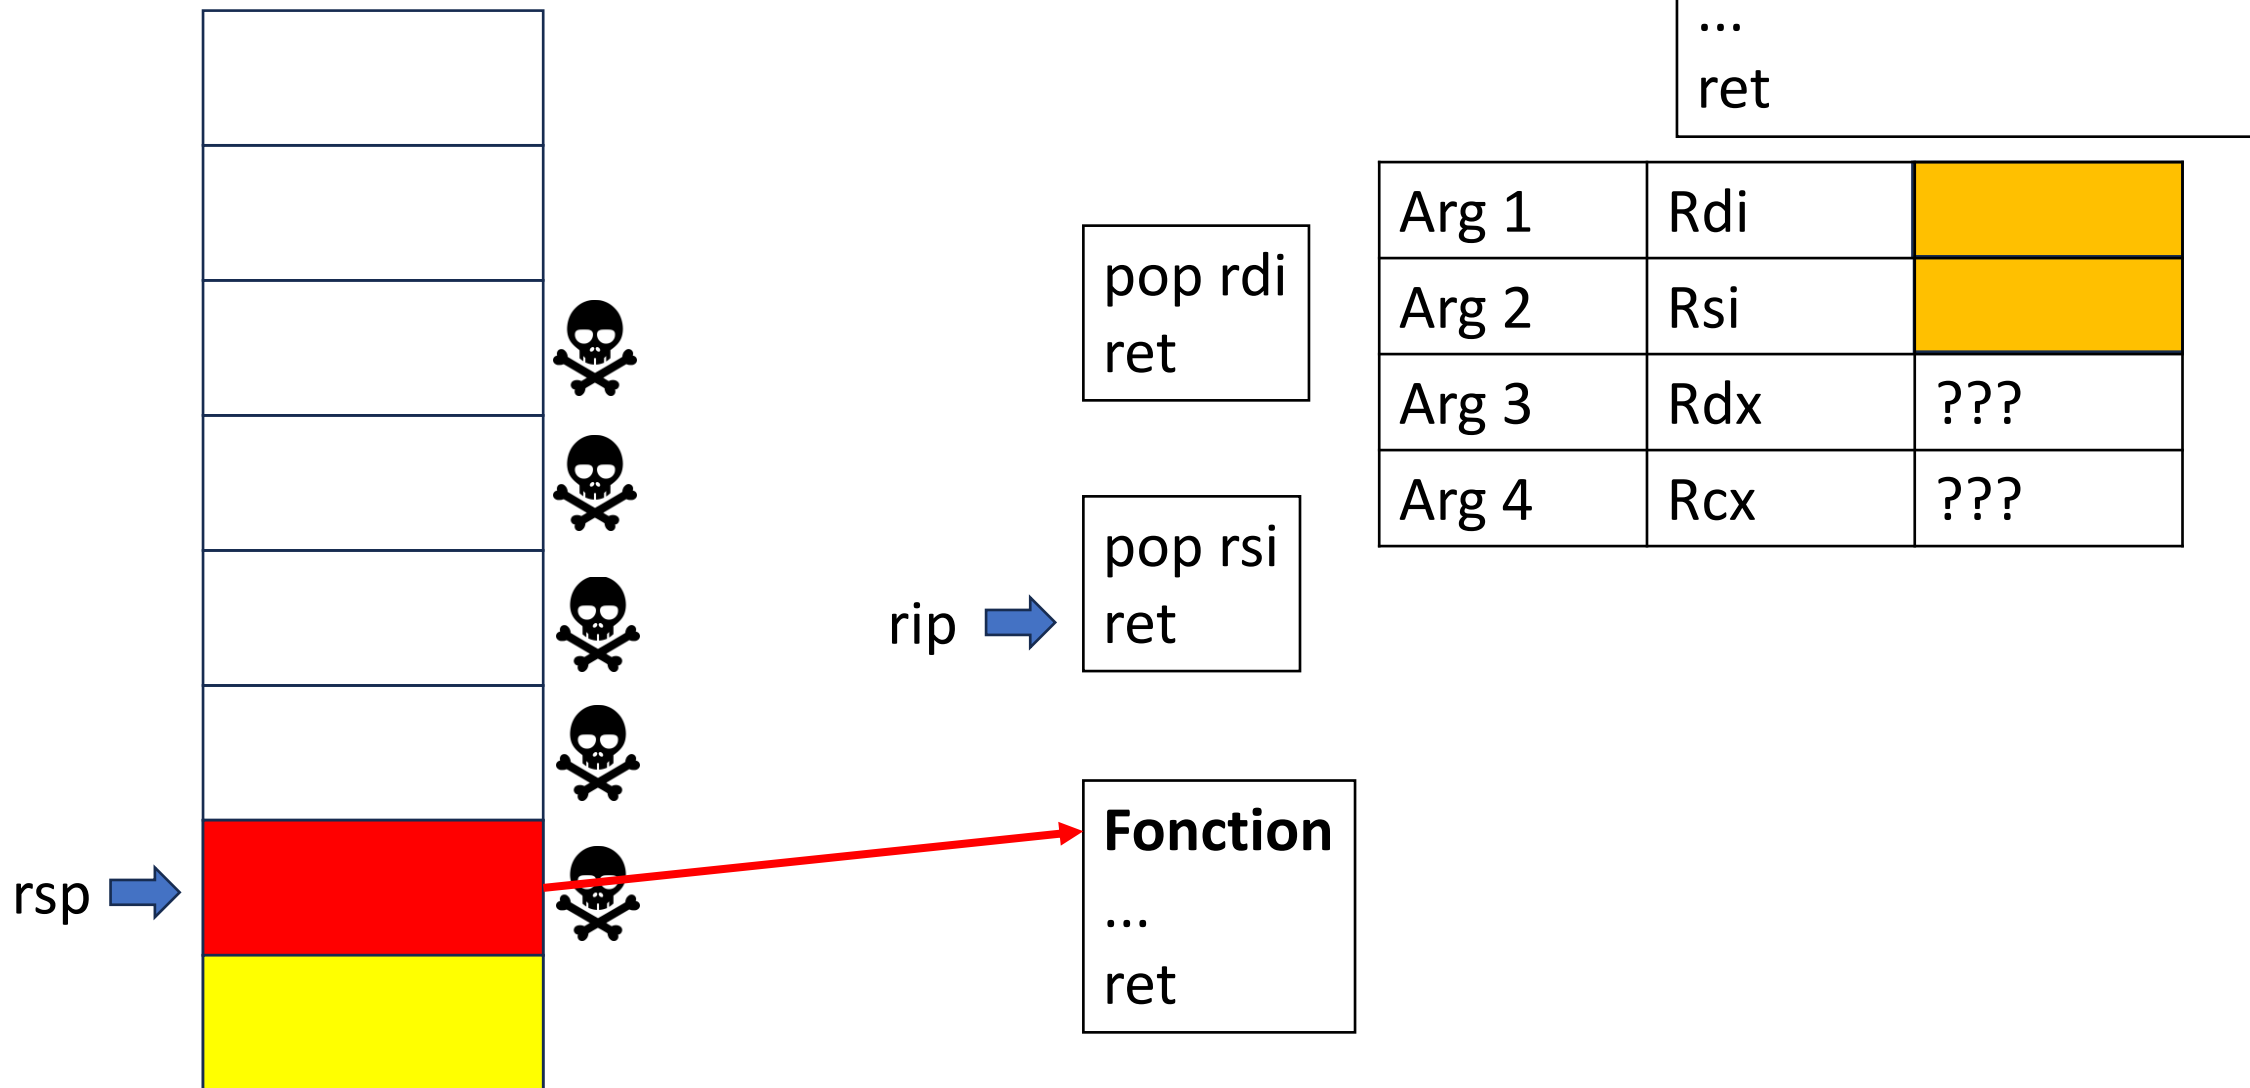 ...
ret
Arg 1 Rdi
Arg 2 Rsi
Arg 3 Rdx ???
Arg 4 Rcx ???
pop rdi
ret
pop rsi
rip ret
Fonction
rsp ...
ret